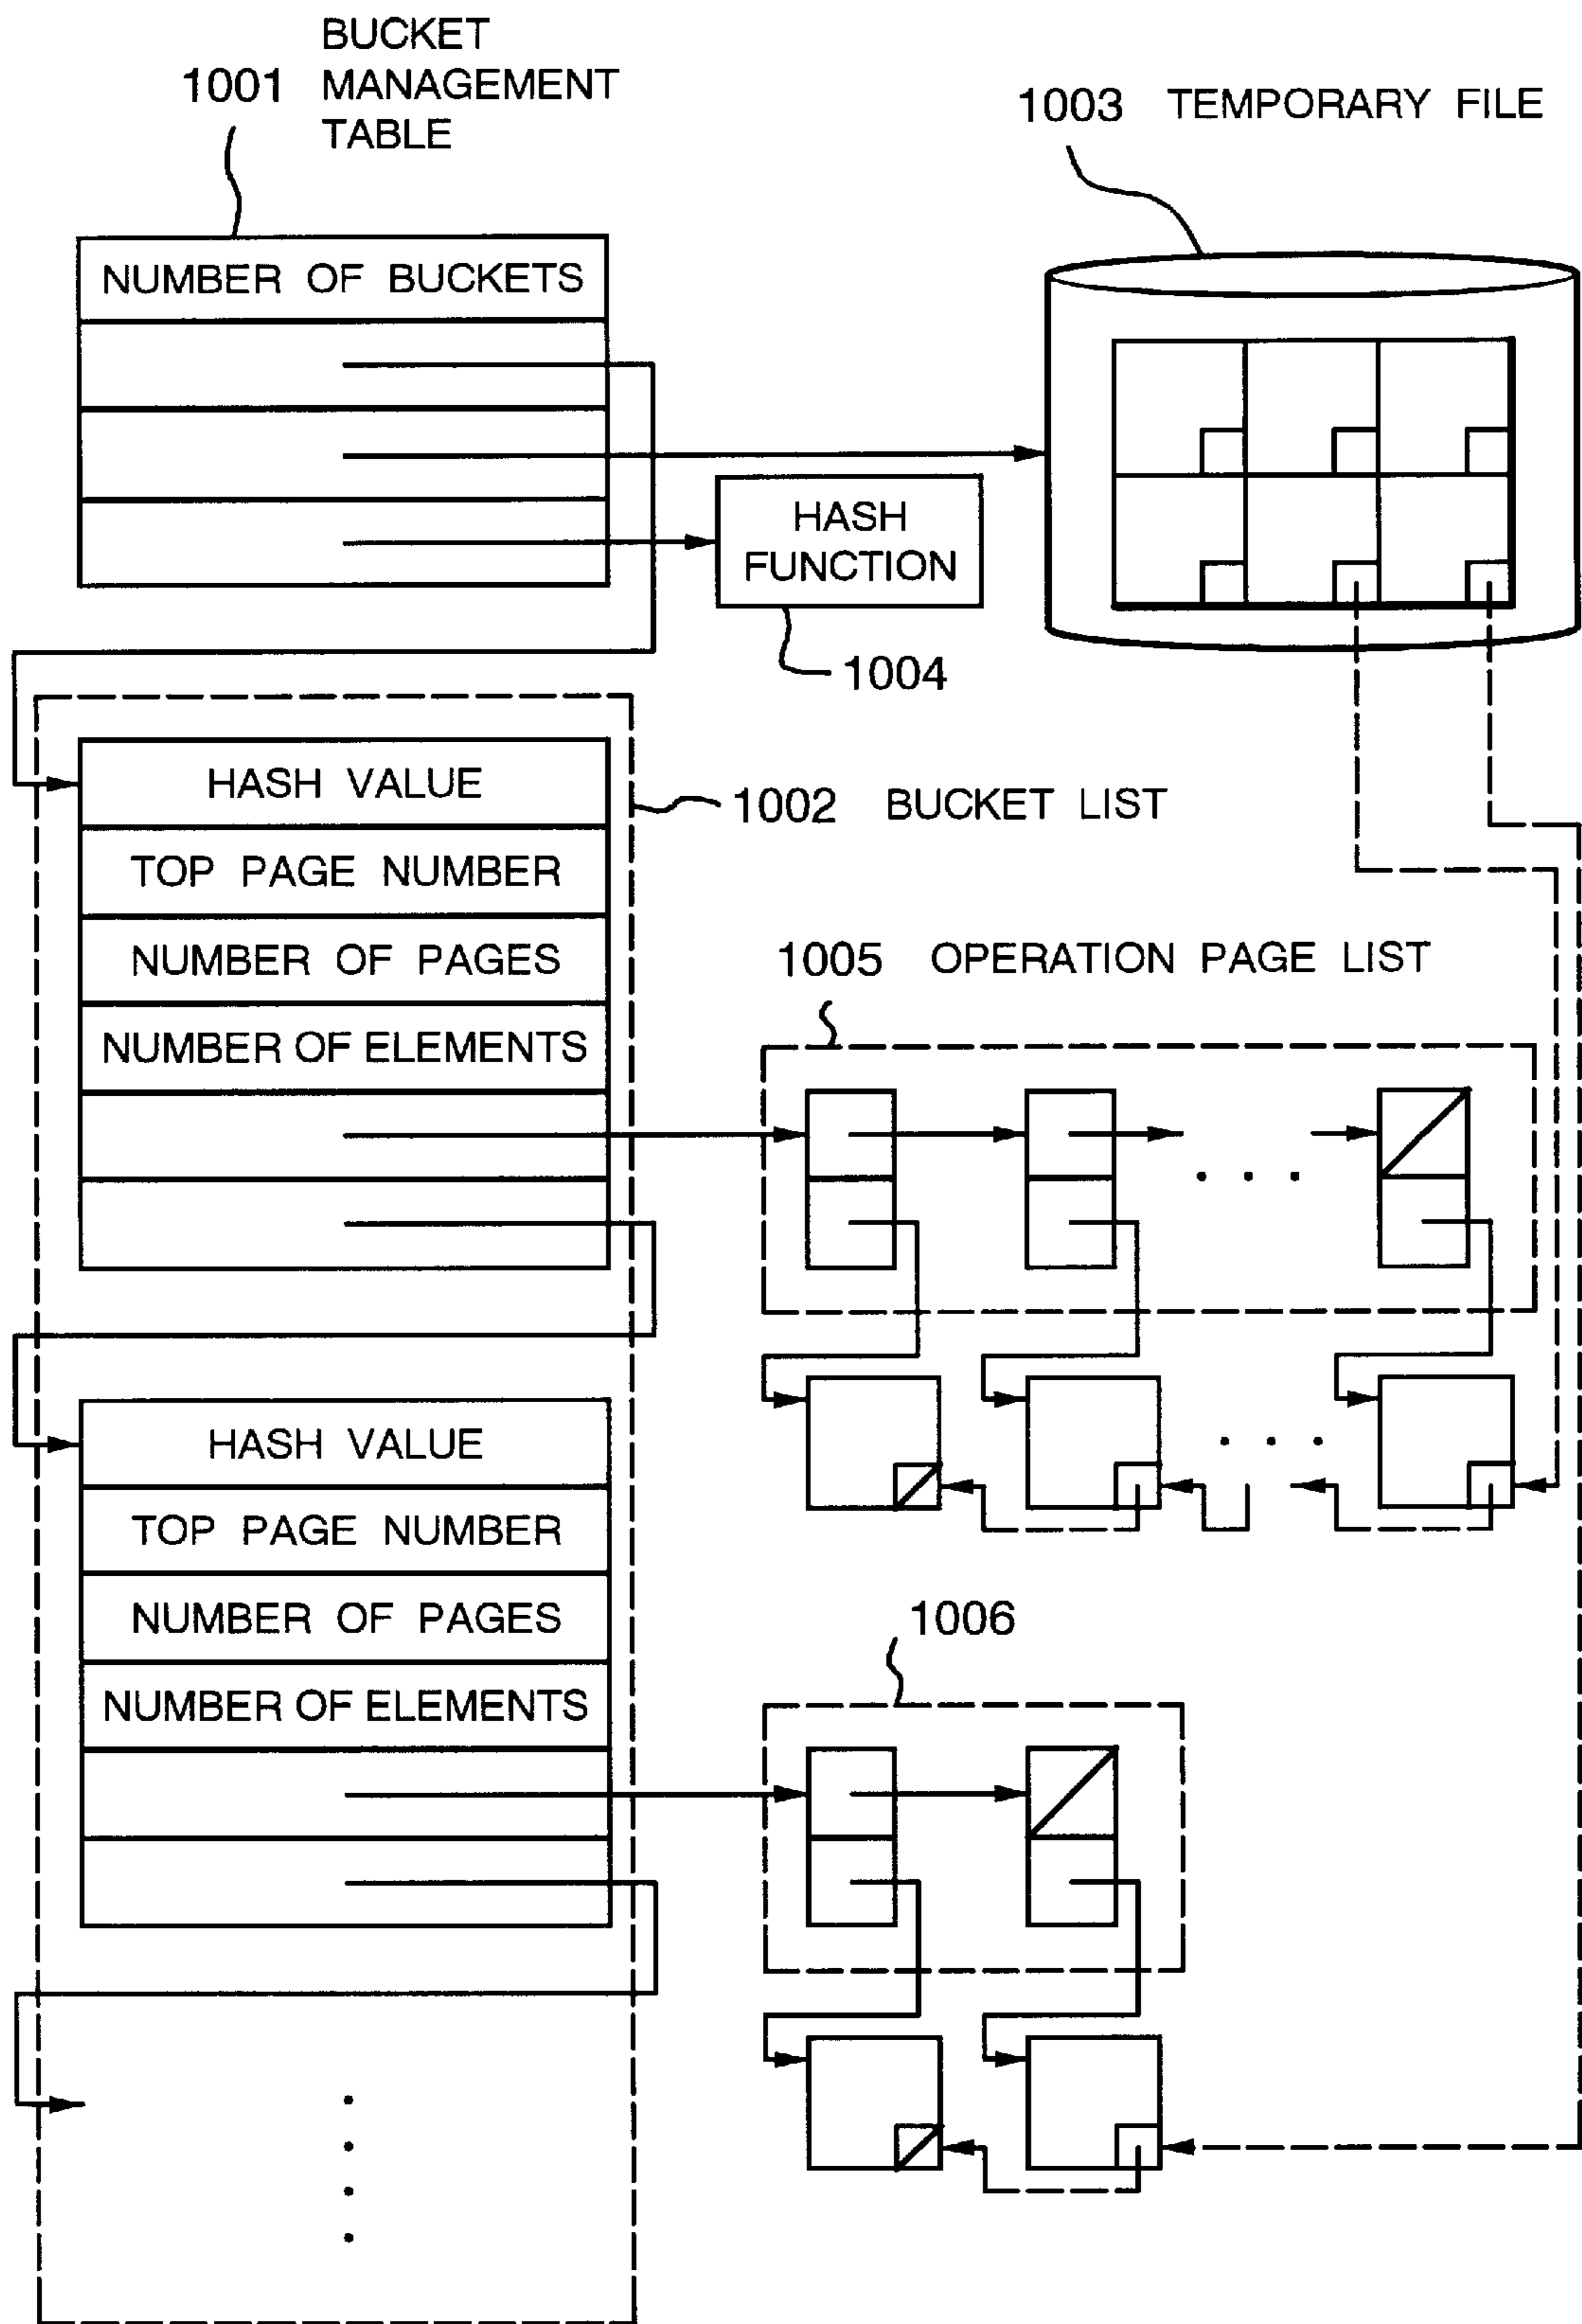 BUCKET
1001 MANAGEMENT
TABLE
1003 TEMPORARY FILE
NUMBER OF BUCKETS
HASH
FUNCTION
1004
HASH VALUE
1002 BUCKET LIST
TOP PAGE NUMBER
NUMBER OF PAGES
1005 OPERATION PAGE LIST
NUMBER OF ELEMENTS
HASH VALUE
TOP PAGE NUMBER
NUMBER OF PAGES
1006
NUMBER OF ELEMENTS